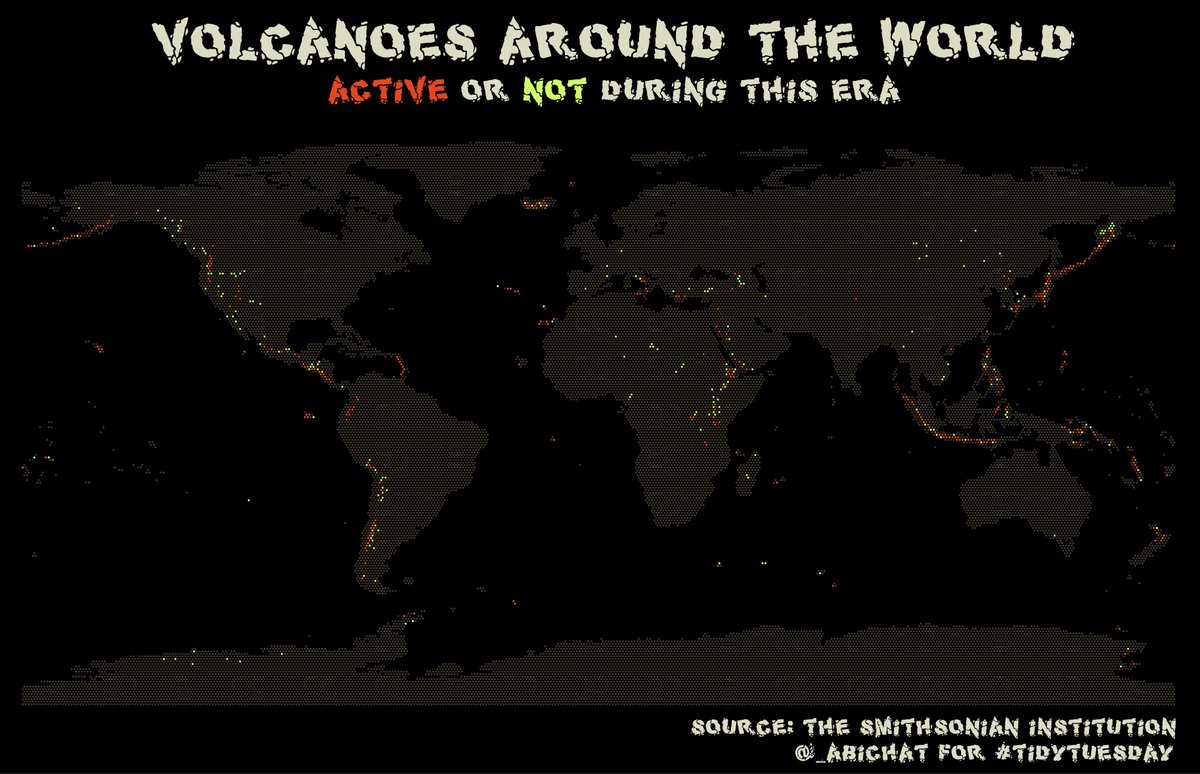 VOLCANOES AROUND THE WORLD
ACTIVE OR NOT DURING THIS ERA
SOURCE: THE SMITHSONIAN INSTITUTION
@_ABICHAT FOR #TIDYTUESDAY